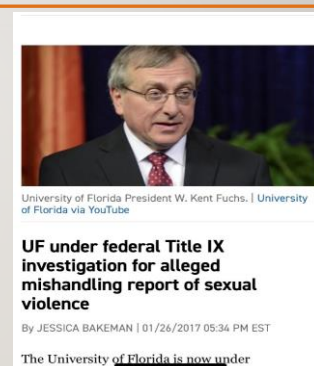 University of Florida President W. Kent Fuchs. | University
of Florida via YouTube
UF under federal Title IX
investigation for alleged
mishandling report of sexual
violence
By JESSICA BAKEMAN | 01/26/2017 05:34 PM EST
The University of Florida is now under